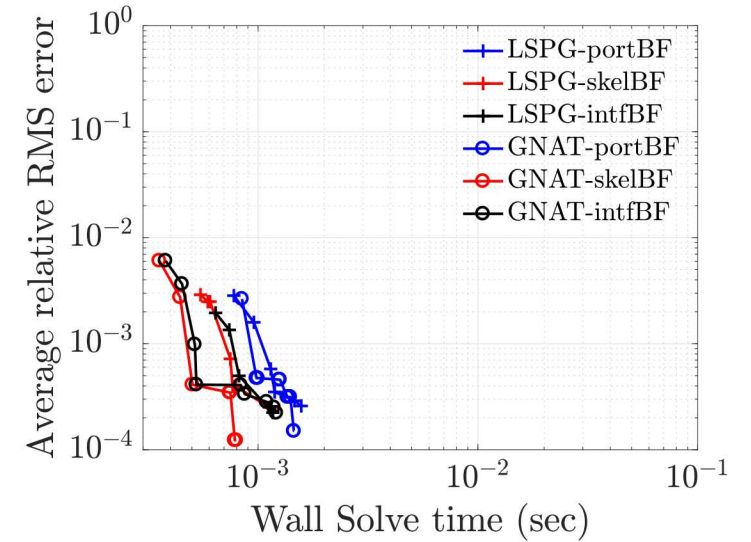 10^0
10^-1
10^-2
10^-3
10^-4
Average relative RMS error
LSPG-portBF
LSPG-skelBF
LSPG-intfBF
GNAT-portBF
GNAT-skelBF
GNAT-intfBF
10^-3
10^-2
10^-1
Wall Solve time (sec)